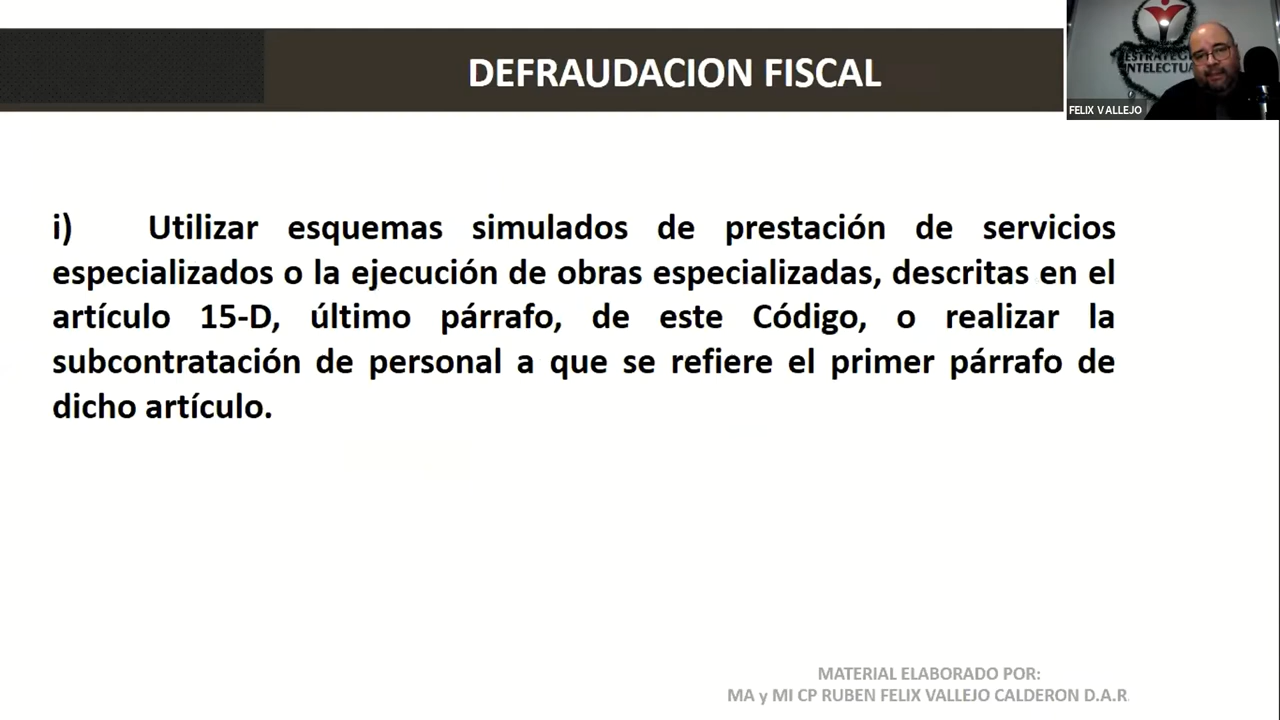 DEFRAUDACION FISCAL
ESTRATEGIA
INTELECTUAL
FELIX VALLEJO
i) Utilizar esquemas simulados de prestación de servicios
especializados o la ejecución de obras especializadas, descritas en el
artículo 15-D, último párrafo, de este Código, o realizar la
subcontratación de personal a que se refiere el primer párrafo de
dicho artículo.
MATERIAL ELABORADO POR:
MA y MI CP RUBEN FELIX VALLEJO CALDERON D.A.R